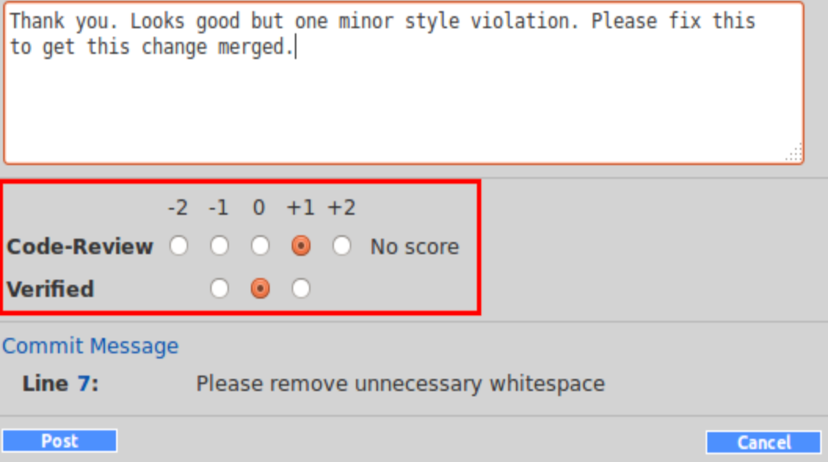 Thank you. Looks good but one minor style violation. Please fix this
to get this change merged.
-2 -1 0 +1 +2
Code-Review No score
Verified
Commit Message
Line 7: Please remove unnecessary whitespace
Post Cancel